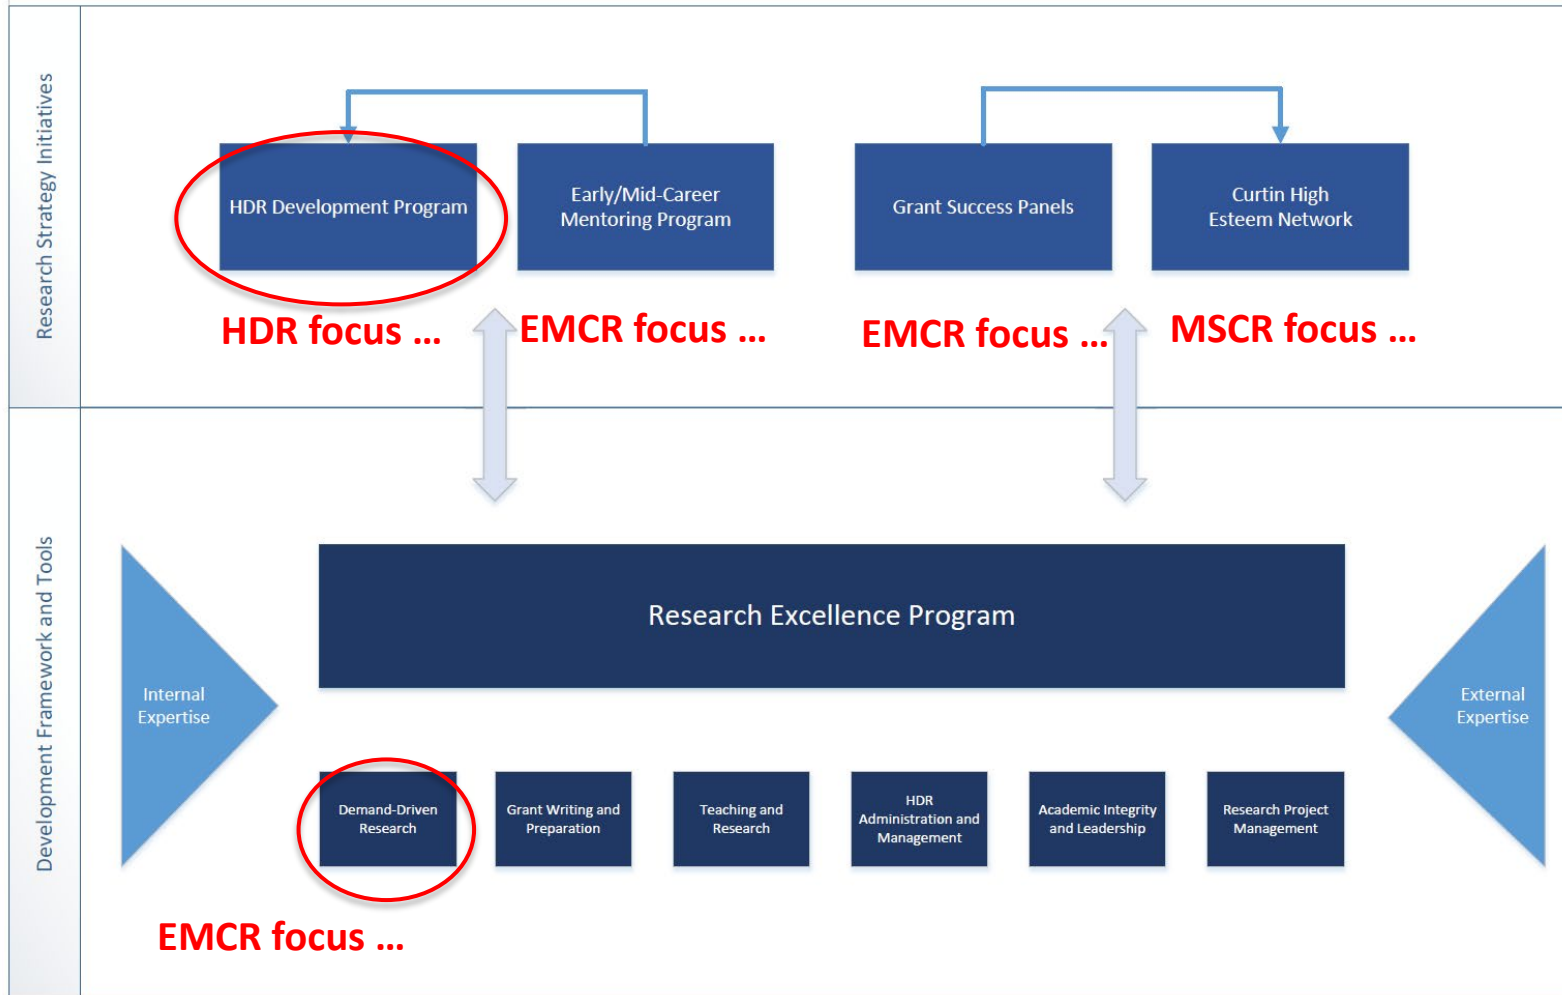 Research Strategy Initiatives
HDR Development Program
Early/Mid-Career
Mentoring Program
Grant Success Panels
Curtin High
Esteem Network
HDR focus ...
EMCR focus ...
EMCR focus ...
MSCR focus ...
Development Framework and Tools
Internal
Expertise
Research Excellence Program
External
Expertise
Demand-Driven
Research
Grant Writing and
Preparation
Teaching and
Research
HDR
Administration and
Management
Academic Integrity
and Leadership
Research Project
Management
EMCR focus ...